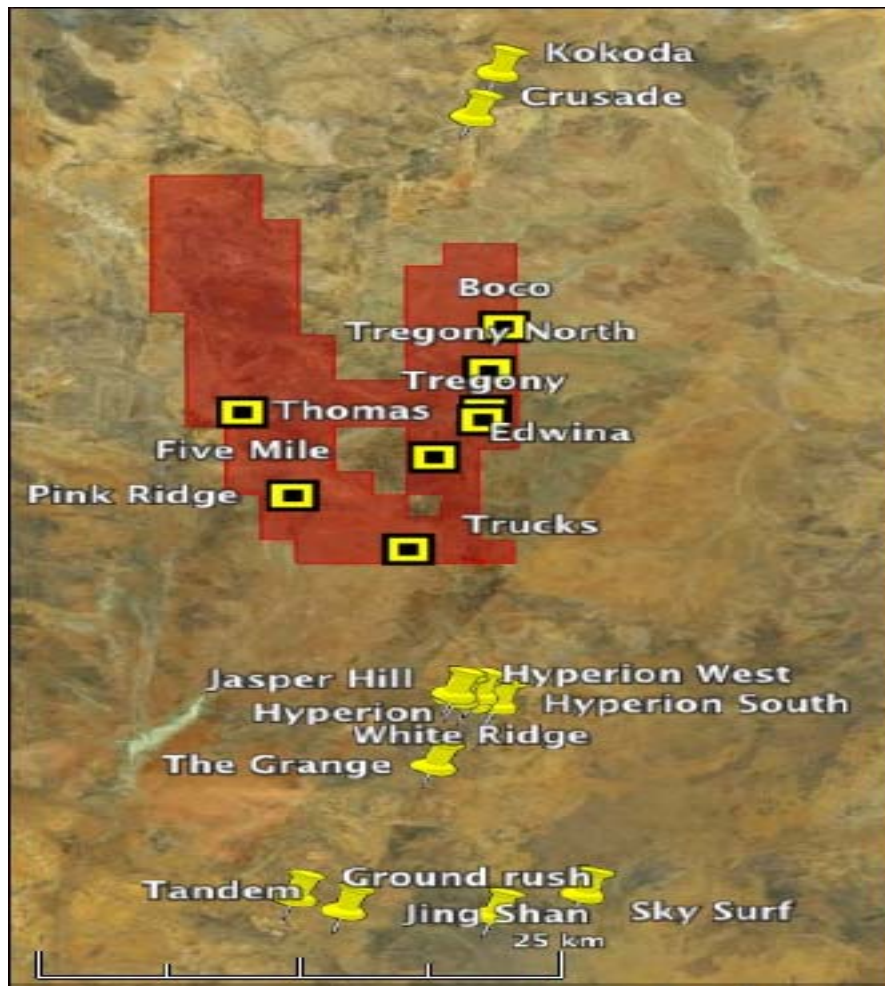 Kokoda
Crusade
Boco
Tregony North
Tregony
Thomas
Edwina
Five Mile
Pink Ridge
Trucks
Jasper Hill
Hyperion West
Hyperion
Hyperion South
White Ridge
The Grange
Tandem
Ground rush
Jing Shan
Sky Surf
25 km